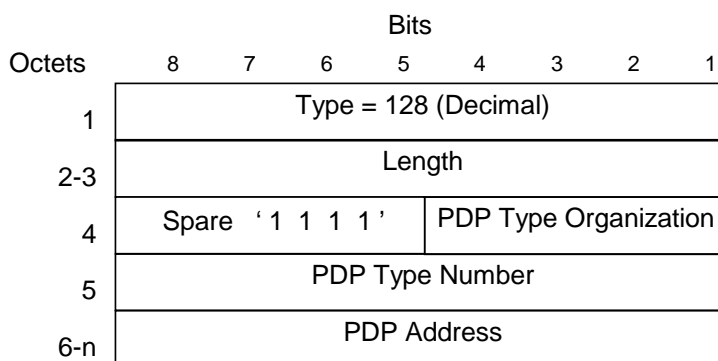 Bits
Octets 8 7 6 5 4 3 2 1
1 Type = 128 (Decimal)
2-3 Length
4 Spare ‘ 1 1 1 1 ’ PDP Type Organization
5 PDP Type Number
6-n PDP Address